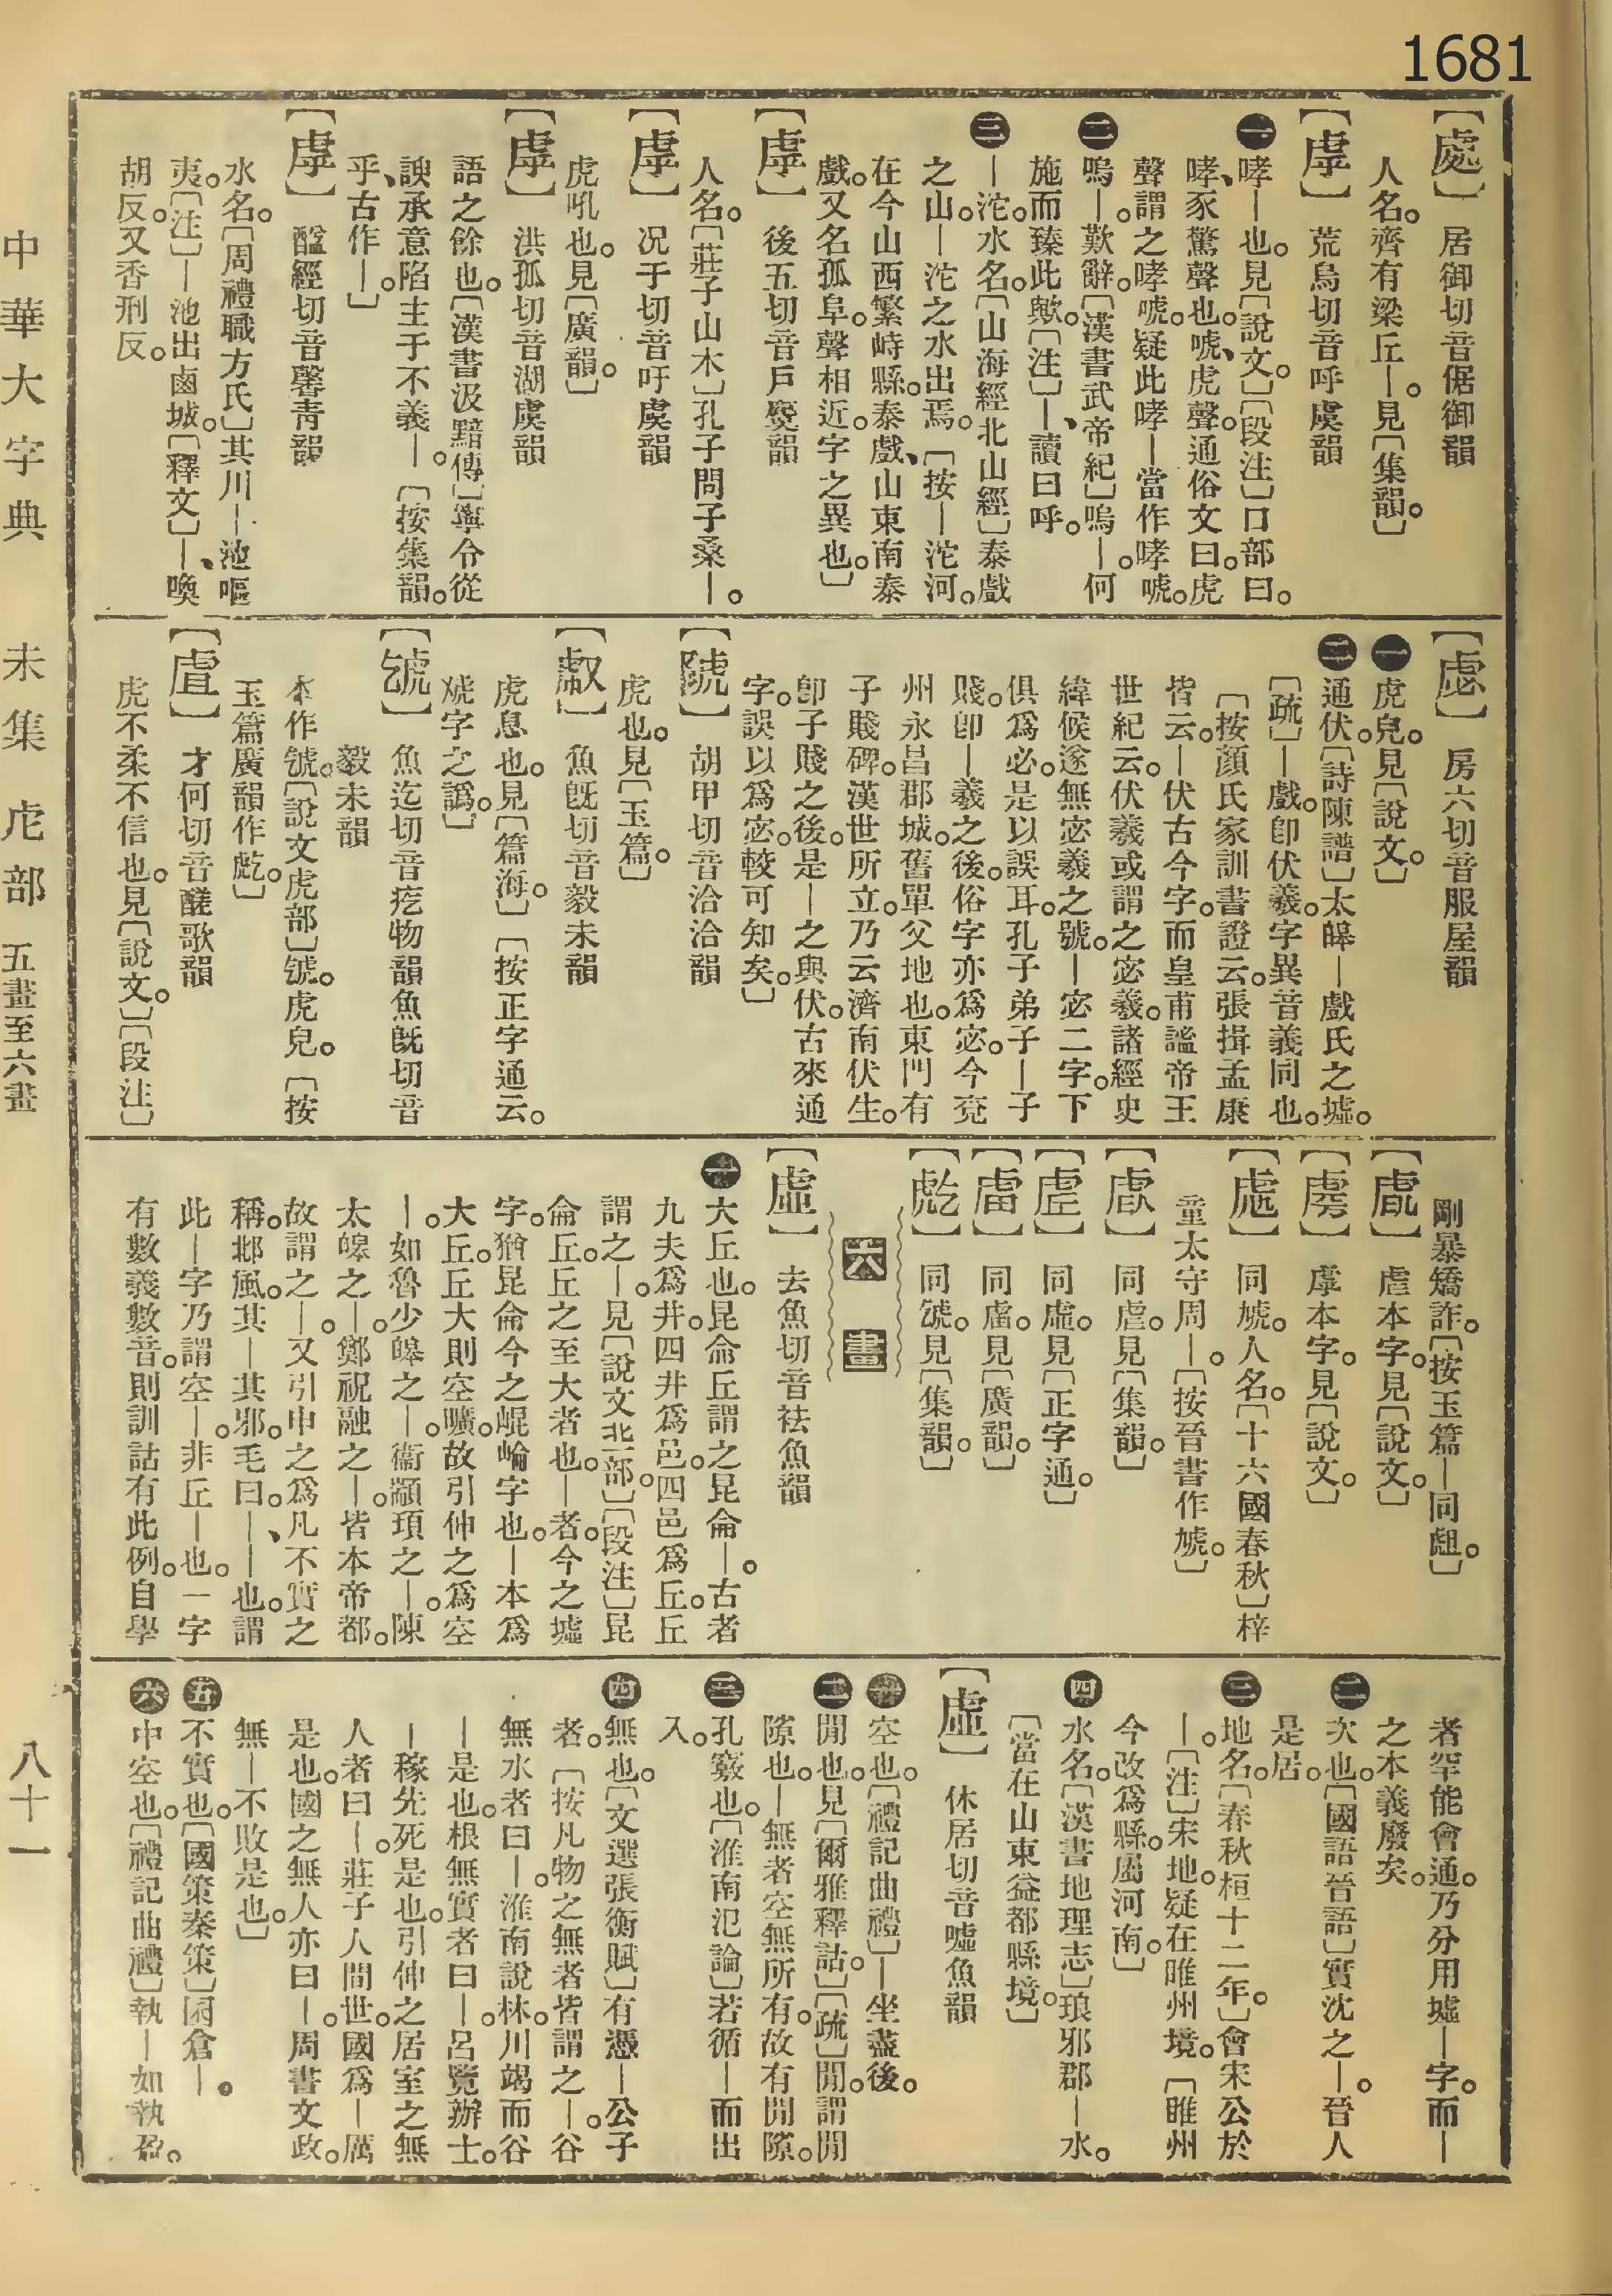 1681
【處】　居御切音倨御韻
人名。齊有梁丘｜。見〔集韻。〕
【虖】　荒烏切音呼虞韻
㊀哮｜也。見〔說文。〕〔段注〕口部曰。
哮、豕驚聲也。唬、虎聲。通俗文曰。虎
聲謂之哮唬。疑此哮｜當作哮唬。
㊁嗚｜。歎辭。〔漢書武帝紀〕嗚｜。何
施而臻此歟。〔注〕｜、讀曰呼。
㊂｜沱。水名。〔山海經北山經〕泰戲
之山。｜沱之水出焉。〔按｜沱河。
在今山西繁峙縣。泰戲、山東南泰
戲。又名孤阜。聲相近。字之異也。〕
【虖】　後五切音戶麌韻
人名。〔莊子山木〕孔子問子桑｜。
【虖】　況于切音吁虞韻
虎吼也。見〔廣韻。〕
【虖】　洪孤切音湖虞韻
語之餘也。〔漢書汲黯傳〕寧令從
諛承意陷主于不義｜。〔按集韻。
乎、古作｜。〕
【虖】　醘經切音馨靑韻
水名。〔周禮職方氏〕其川｜池嘔
夷。〔注〕｜池出鹵城。〔釋文〕｜、喚
胡反。又香刑反。
【虙】　房六切音服屋韻
㊀虎皃。見〔說文。〕
㊁通伏。〔詩陳譜〕太皞｜戲氏之墟。
〔疏〕｜戲。卽伏羲。字異音義同也。
〔按顏氏家訓書證云。張揖孟康
皆云。｜伏古今字。而皇甫謐帝王
世紀云。伏羲或謂之宓羲。諸經史
緯候遂無宓羲之號。｜宓二字。下
俱爲必。是以誤耳。孔子弟子｜子
賤。卽｜羲之後。俗字亦爲宓。今兗
州永昌郡城。舊單父地也。東門有
子賤碑。漢世所立。乃云濟南伏生。
卽子賤之後。是｜之與伏。古來通
字。誤以爲宓。較可知矣。〕
胡甲切音洽洽韻
虎也。見〔玉篇。〕
魚旣切音毅未韻
虎息也。見〔篇海。〕〔按正字通云。
虓字之譌。〕
魚迄切音疙物韻魚旣切音
毅未韻
本作虓。〔說文虎部〕虓。虎皃。〔按
玉篇廣韻作虓。〕
【虘】　才何切音醝歌韻
虎不柔不信也。見〔說文。〕〔段注〕
剛暴矯詐。〔按玉篇｜同䖕。〕
虐本字。見〔說文。〕
虖本字。見〔說文。〕
【虒】　同虓。人名。〔十六國春秋〕梓
童太守周｜。〔按晉書作虓。〕
同虐。見〔集韻。〕
同虛。見〔正字通。〕
同虜。見〔廣韻。〕
見〔集韻。〕
六　畫
【虛】　去魚切音祛魚韻
㊀大丘也。昆侖丘謂之昆侖｜。古者
九夫爲井。四井爲邑。四邑爲丘。丘
謂之｜。見〔說文丠部〕〔段注〕昆
侖丘。丘之至大者也。｜者。今之墟
字。猶昆侖今之崐崘字也。｜本爲
大丘。丘大則空曠。故引伸之爲空
｜。如魯少皞之｜。衞顓頊之｜。陳
太皞之｜。鄭祝融之｜。皆本帝都。
故謂之｜。又引申之爲凡不實之
稱。邶風。其｜其邪。毛曰。｜、｜也。謂
此｜字乃謂空｜。非丘｜也。一字
有數義數音。則訓詁有此例。自學
者罕能會通。乃分用墟｜字。而｜
之本義廢矣。
㊁次也。〔國語晉語〕實沈之｜。晉人
是居。
㊂地名。〔春秋桓十二年〕會宋公於
｜。〔注〕宋地。疑在睢州境。〔睢州
今改爲縣。屬河南。〕
㊃水名。〔漢書地理志〕琅邪郡｜水。
〔當在山東益都縣境。〕
【虛】　休居切音噓魚韻
㊀空也。〔禮記曲禮〕｜坐盡後。
㊁閒也。見〔爾雅釋詁。〕〔疏〕閒。謂閒
隙也。｜無者空無所有。故有閒隙。
㊂孔竅也。〔淮南氾論〕若循｜而出
入。
㊃無也。〔文選張衡賦〕有憑｜公子
者。〔按凡物之無者皆謂之｜。谷
無水者曰｜。淮南說林。川竭而谷
｜是也。根無實者曰｜。呂覽辦士。
｜稼先死是也。引伸之居室之無
人者曰｜。莊子人間世。國爲｜厲
是也。國之無人亦曰｜。周書文政。
無｜不敗是也。〕
㊄不實也。〔國策秦策〕囷倉｜。
㊅中空也。〔禮記曲禮〕執｜如執盈。
中華大字典　未集　虍部　五畫至六畫　八十一